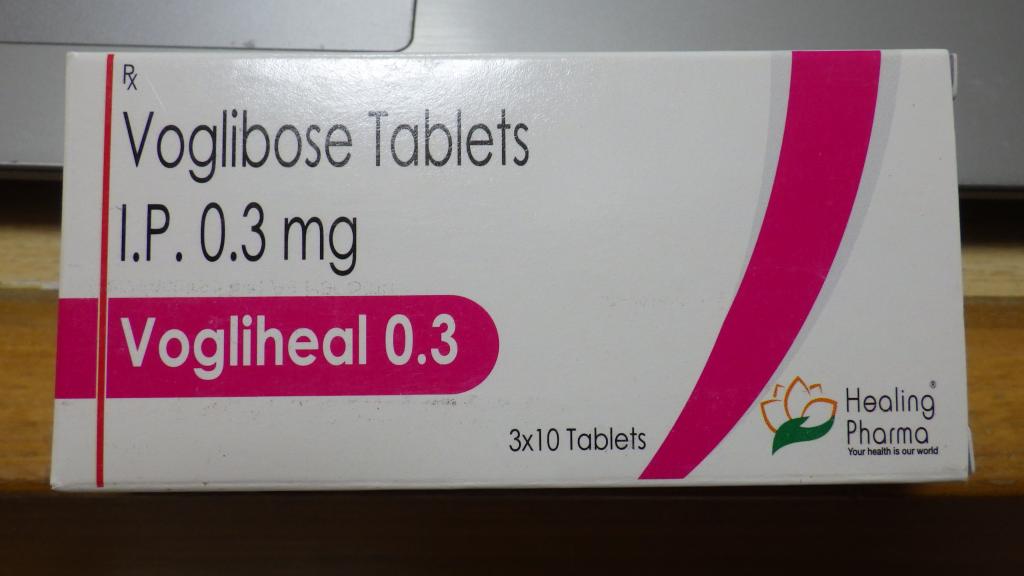 Rx
Voglibose Tablets
I.P. 0.3 mg
Vogliheal 0.3
3x10 Tablets
Healing®
Pharma
Your health is our world